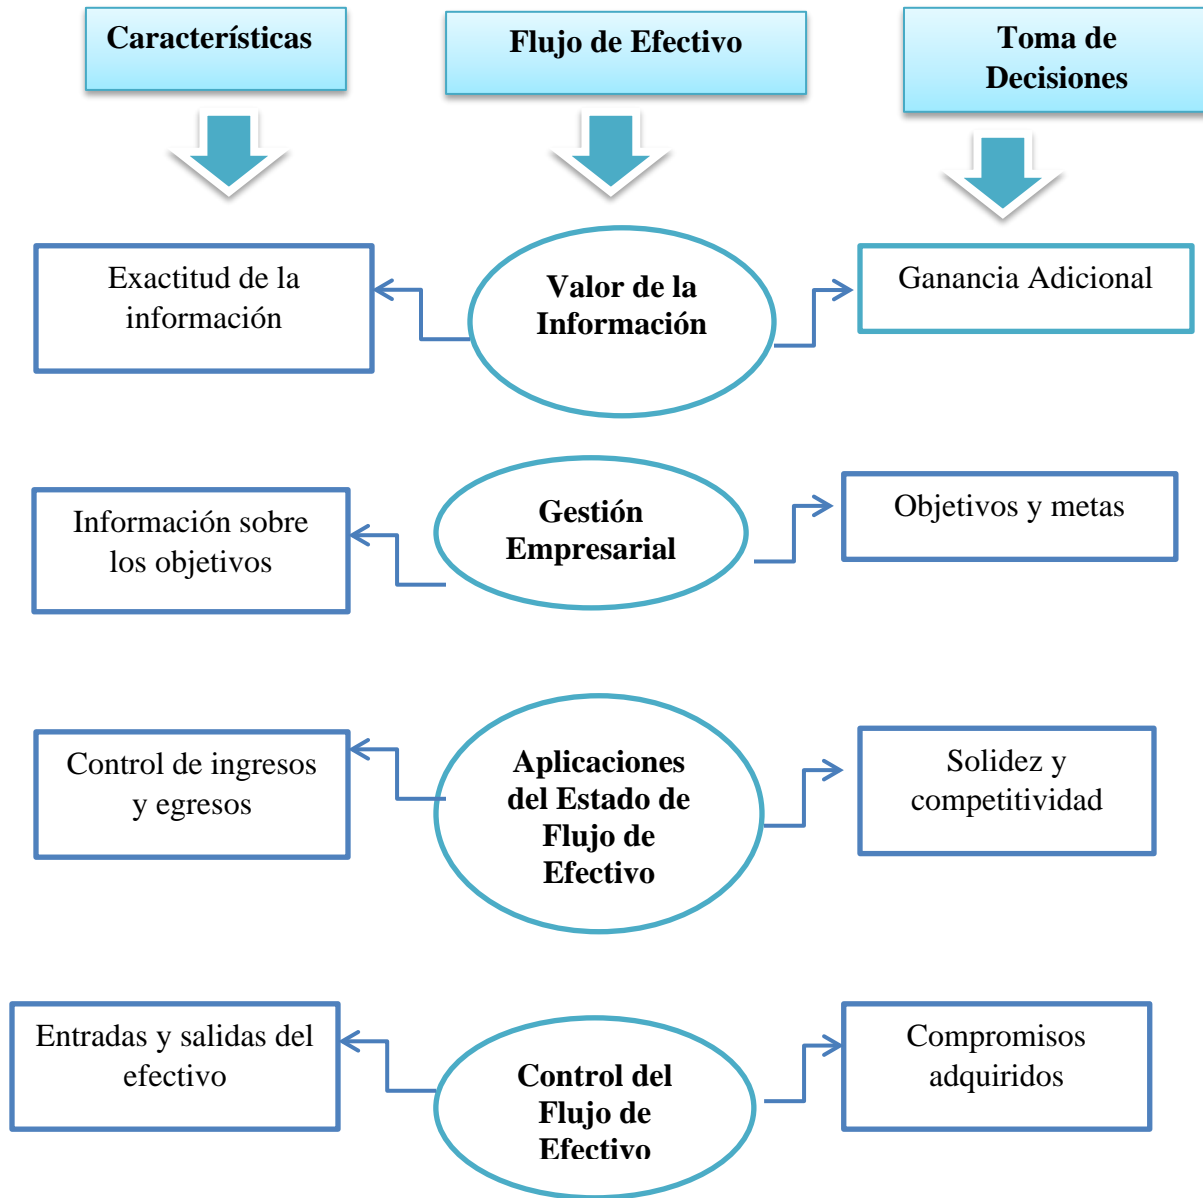 Características
Flujo de Efectivo
Toma de
Decisiones
Exactitud de la
información
Valor de la
Información
Ganancia Adicional
Información sobre
los objetivos
Gestión
Empresarial
Objetivos y metas
Control de ingresos
y egresos
Aplicaciones
del Estado de
Flujo de
Efectivo
Solidez y
competitividad
Entradas y salidas del
efectivo
Control del
Flujo de
Efectivo
Compromisos
adquiridos